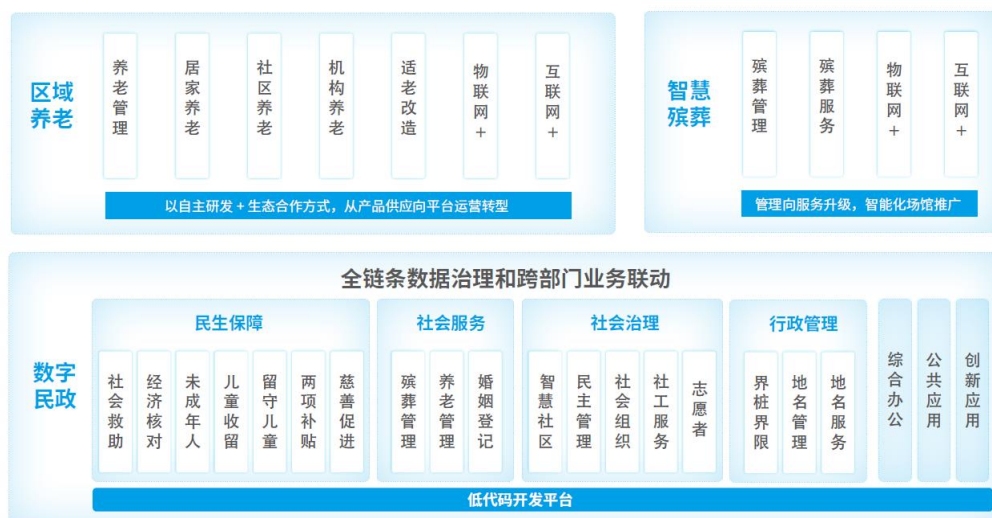 区域
养老
养老管理
居家养老
社区养老
机构养老
适老改造
物联网+
互联网+
以自主研发 + 生态合作方式，从产品供应向平台运营转型
智慧
殡葬
殡葬管理
殡葬服务
物联网+
互联网+
管理向服务升级，智能化场馆推广
全链条数据治理和跨部门业务联动
数字
民政
民生保障
社会救助
经济核对
未成年人
儿童收留
留守儿童
两项补贴
慈善促进
社会服务
殡葬管理
养老管理
婚姻登记
社会治理
智慧社区
民主管理
社会组织
社工服务
志愿者
行政管理
界桩界限
地名管理
地名服务
综合办公
公共应用
创新应用
低代码开发平台